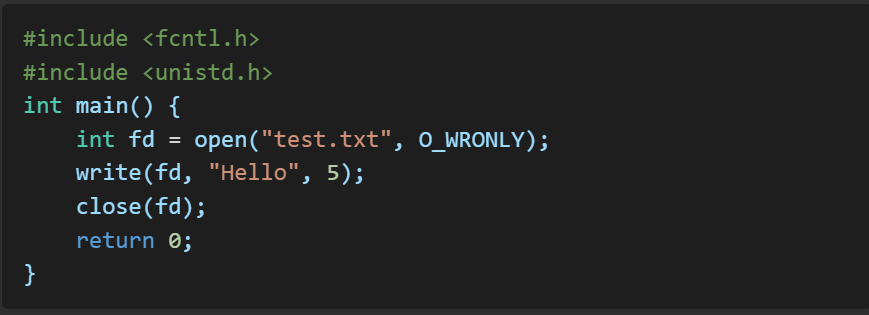 #include <fcntl.h>
#include <unistd.h>
int main() {
    int fd = open("test.txt", O_WRONLY);
    write(fd, "Hello", 5);
    close(fd);
    return 0;
}